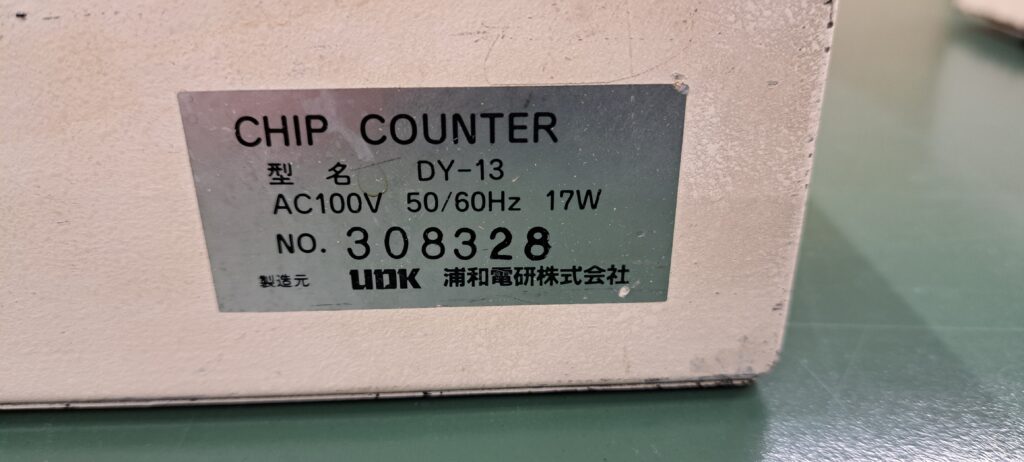 CHIP COUNTER
型 名 DY-13
AC100V 50/60Hz 17W
NO. 308328
製造元 UDK 浦和電研株式会社